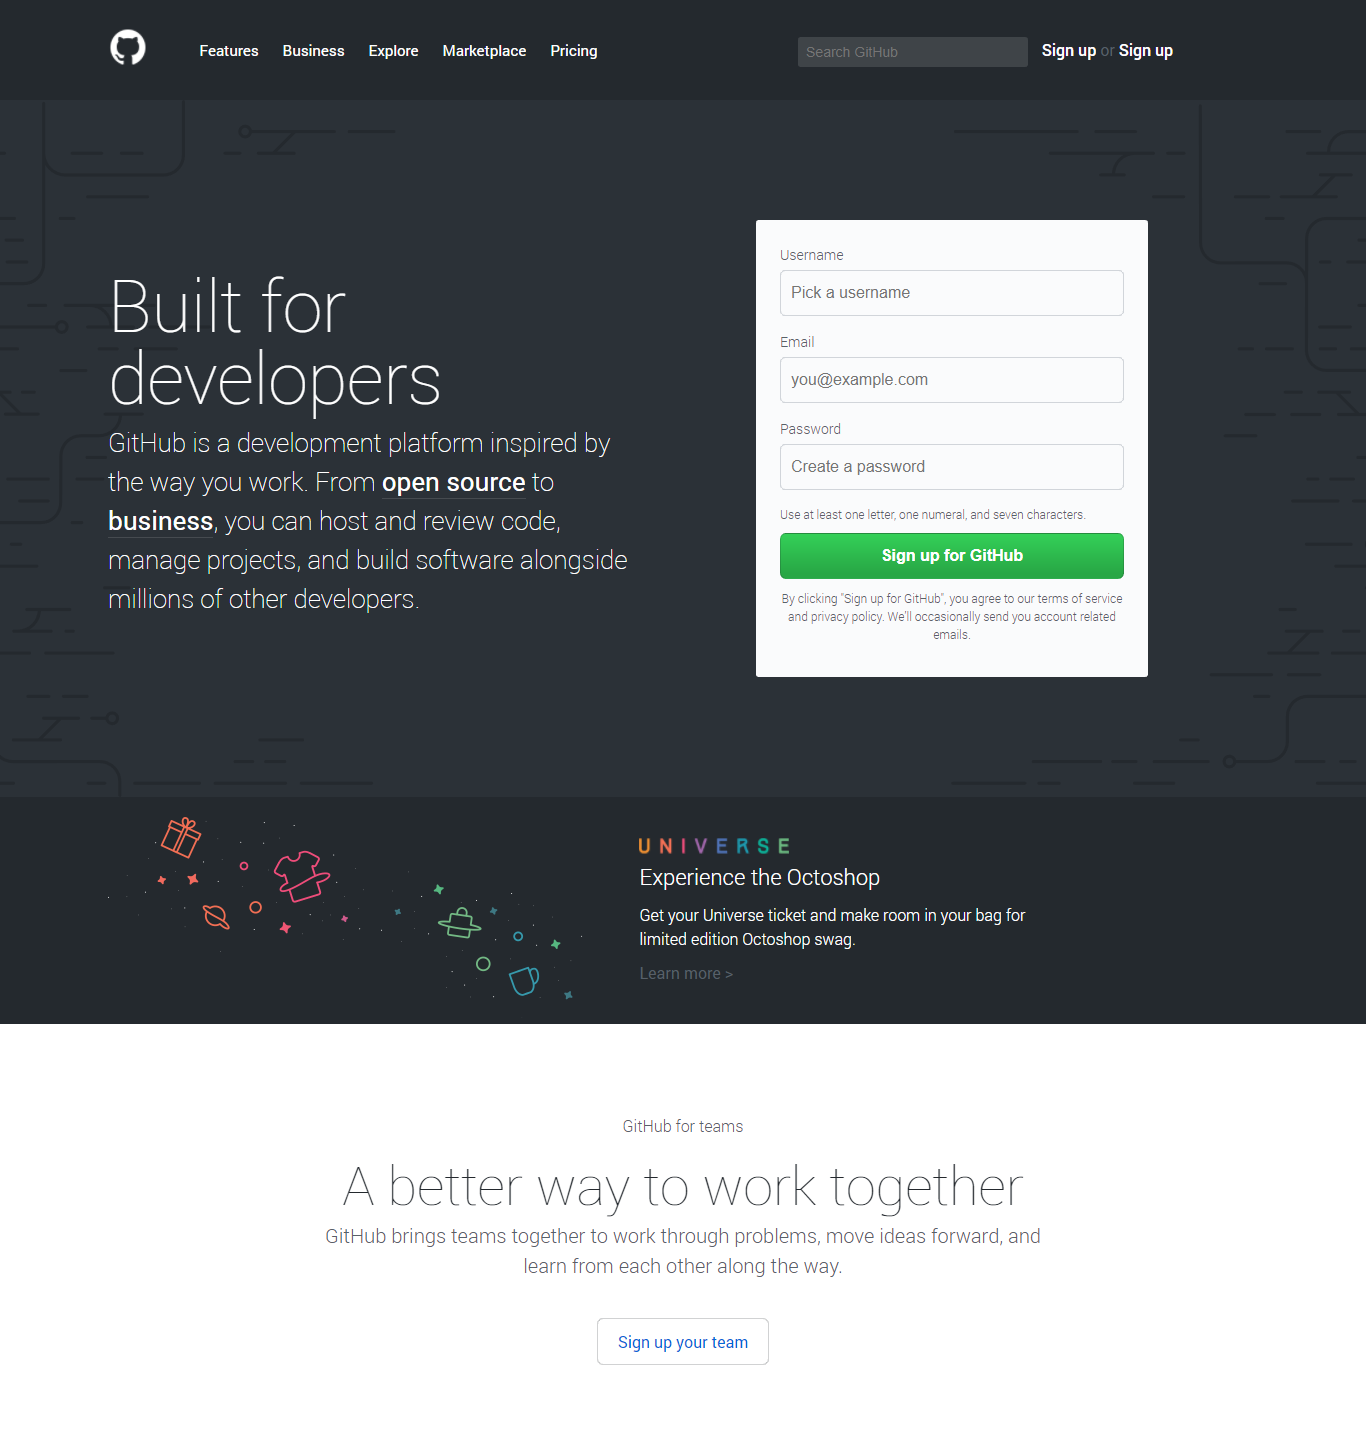 Features Business Explore Marketplace Pricing Search GitHub Sign up or Sign up
Built for
developers
GitHub is a development platform inspired by
the way you work. From open source to
business, you can host and review code,
manage projects, and build software alongside
millions of other developers.
Username
Pick a username
Email
you@example.com
Password
Create a password
Use at least one letter, one numeral, and seven characters.
Sign up for GitHub
By clicking "Sign up for GitHub", you agree to our terms of service
and privacy policy. We'll occasionally send you account related
emails.
UNIVERSE
Experience the Octoshop
Get your Universe ticket and make room in your bag for
limited edition Octoshop swag.
Learn more >
GitHub for teams
A better way to work together
GitHub brings teams together to work through problems, move ideas forward, and
learn from each other along the way.
Sign up your team